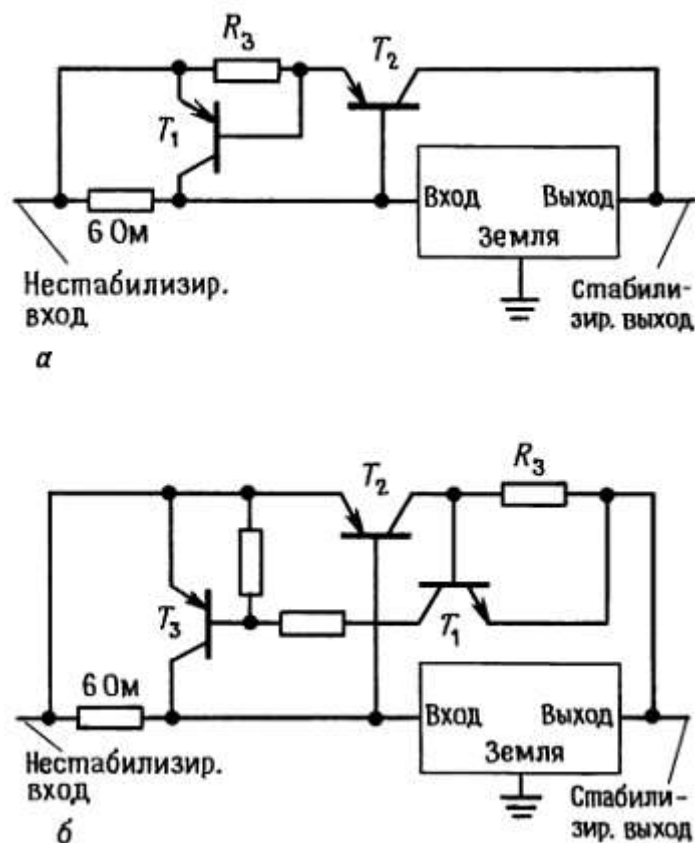 R3
T2
T1
6 Ом
Вход
Выход
Земля
Нестабилизир.
вход
Стабили-
зир. выход
а
T2
R3
T3
T1
6 Ом
Вход
Выход
Земля
Нестабилизир.
вход
Стабили-
зир. выход
б